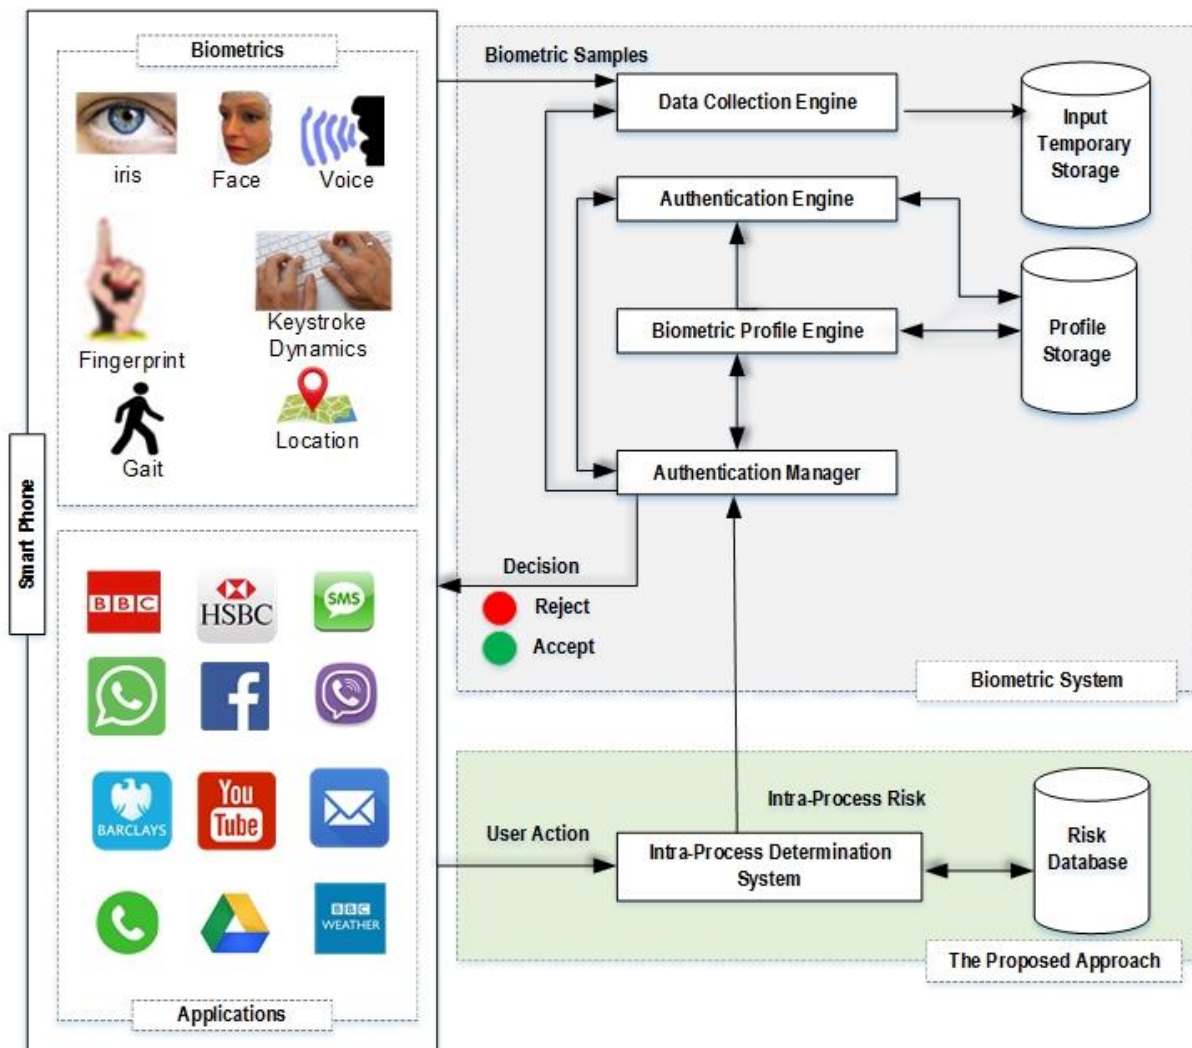 Smart Phone
Biometrics
iris
Face
Voice
Fingerprint
Keystroke
Dynamics
Gait
Location
BBC
HSBC
SMS
BARCLAYS
You
Tube
BBC
WEATHER
Applications
Biometric Samples
Data Collection Engine
Input
Temporary
Storage
Authentication Engine
Biometric Profile Engine
Profile
Storage
Authentication Manager
Decision
Reject
Accept
Biometric System
Intra-Process Risk
User Action
Intra-Process Determination
System
Risk
Database
The Proposed Approach